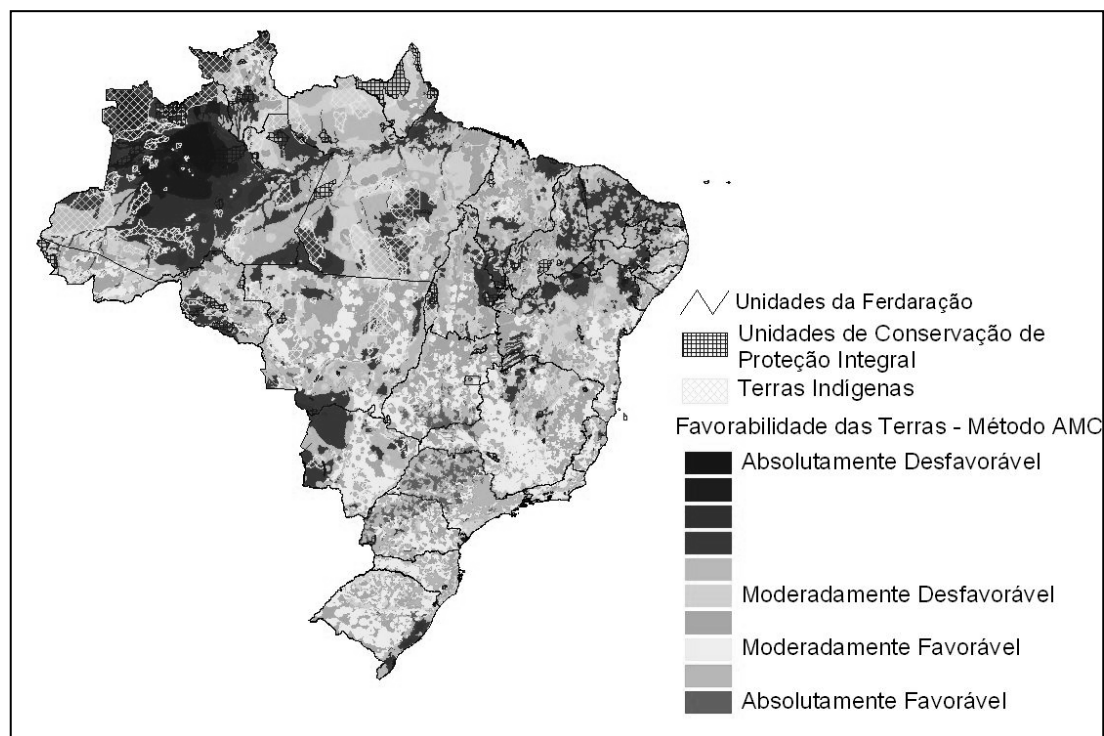 Unidades da Ferdaração
Unidades de Conservação de
Proteção Integral
Terras Indígenas
Favorabilidade das Terras - Método AMC
Absolutamente Desfavorável
Moderadamente Desfavorável
Moderadamente Favorável
Absolutamente Favorável